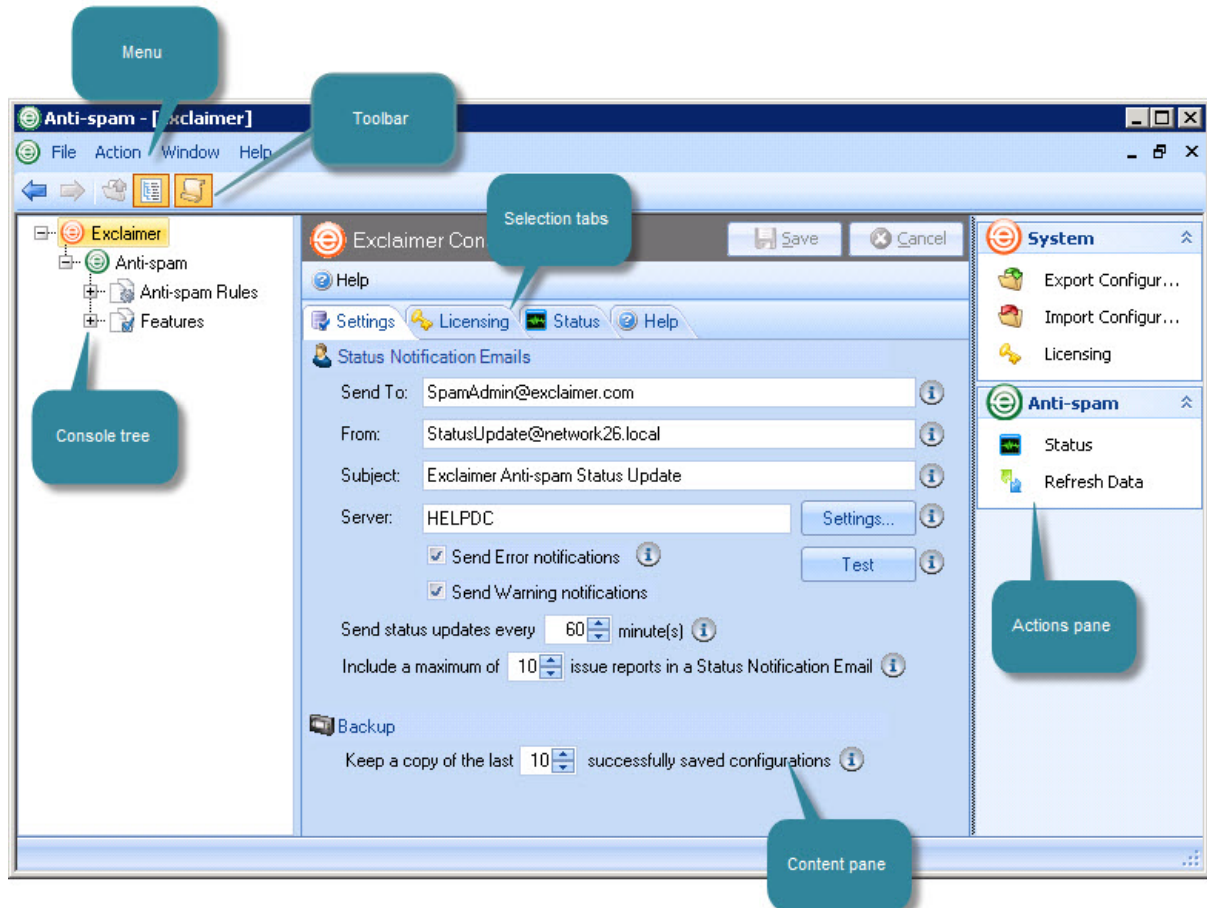 Menu
Toolbar
Anti-spam - [Exclaimer]
File Action Window Help
Selection tabs
Exclaimer
Anti-spam
Anti-spam Rules
Features
Console tree
Exclaimer Con
Save Cancel
Help
Settings Licensing Status Help
Status Notification Emails
Send To: SpamAdmin@exclaimer.com
From: StatusUpdate@network26.local
Subject: Exclaimer Anti-spam Status Update
Server: HELPDC Settings...
Send Error notifications
Test
Send Warning notifications
Send status updates every 60 minute(s)
Include a maximum of 10 issue reports in a Status Notification Email
Backup
Keep a copy of the last 10 successfully saved configurations
Content pane
System
Export Configur...
Import Configur...
Licensing
Anti-spam
Status
Refresh Data
Actions pane